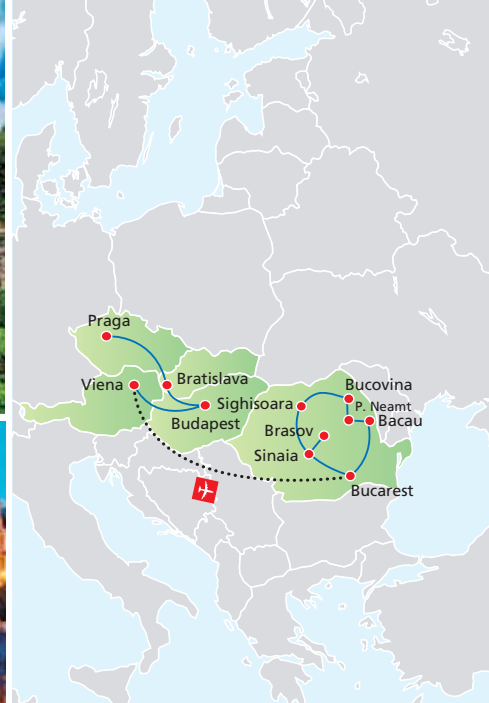 Praga
Viena
Bratislava
Budapest
Sighisoara
Bucovina
P. Neamt
Bacau
Brasov
Sinaia
Bucarest